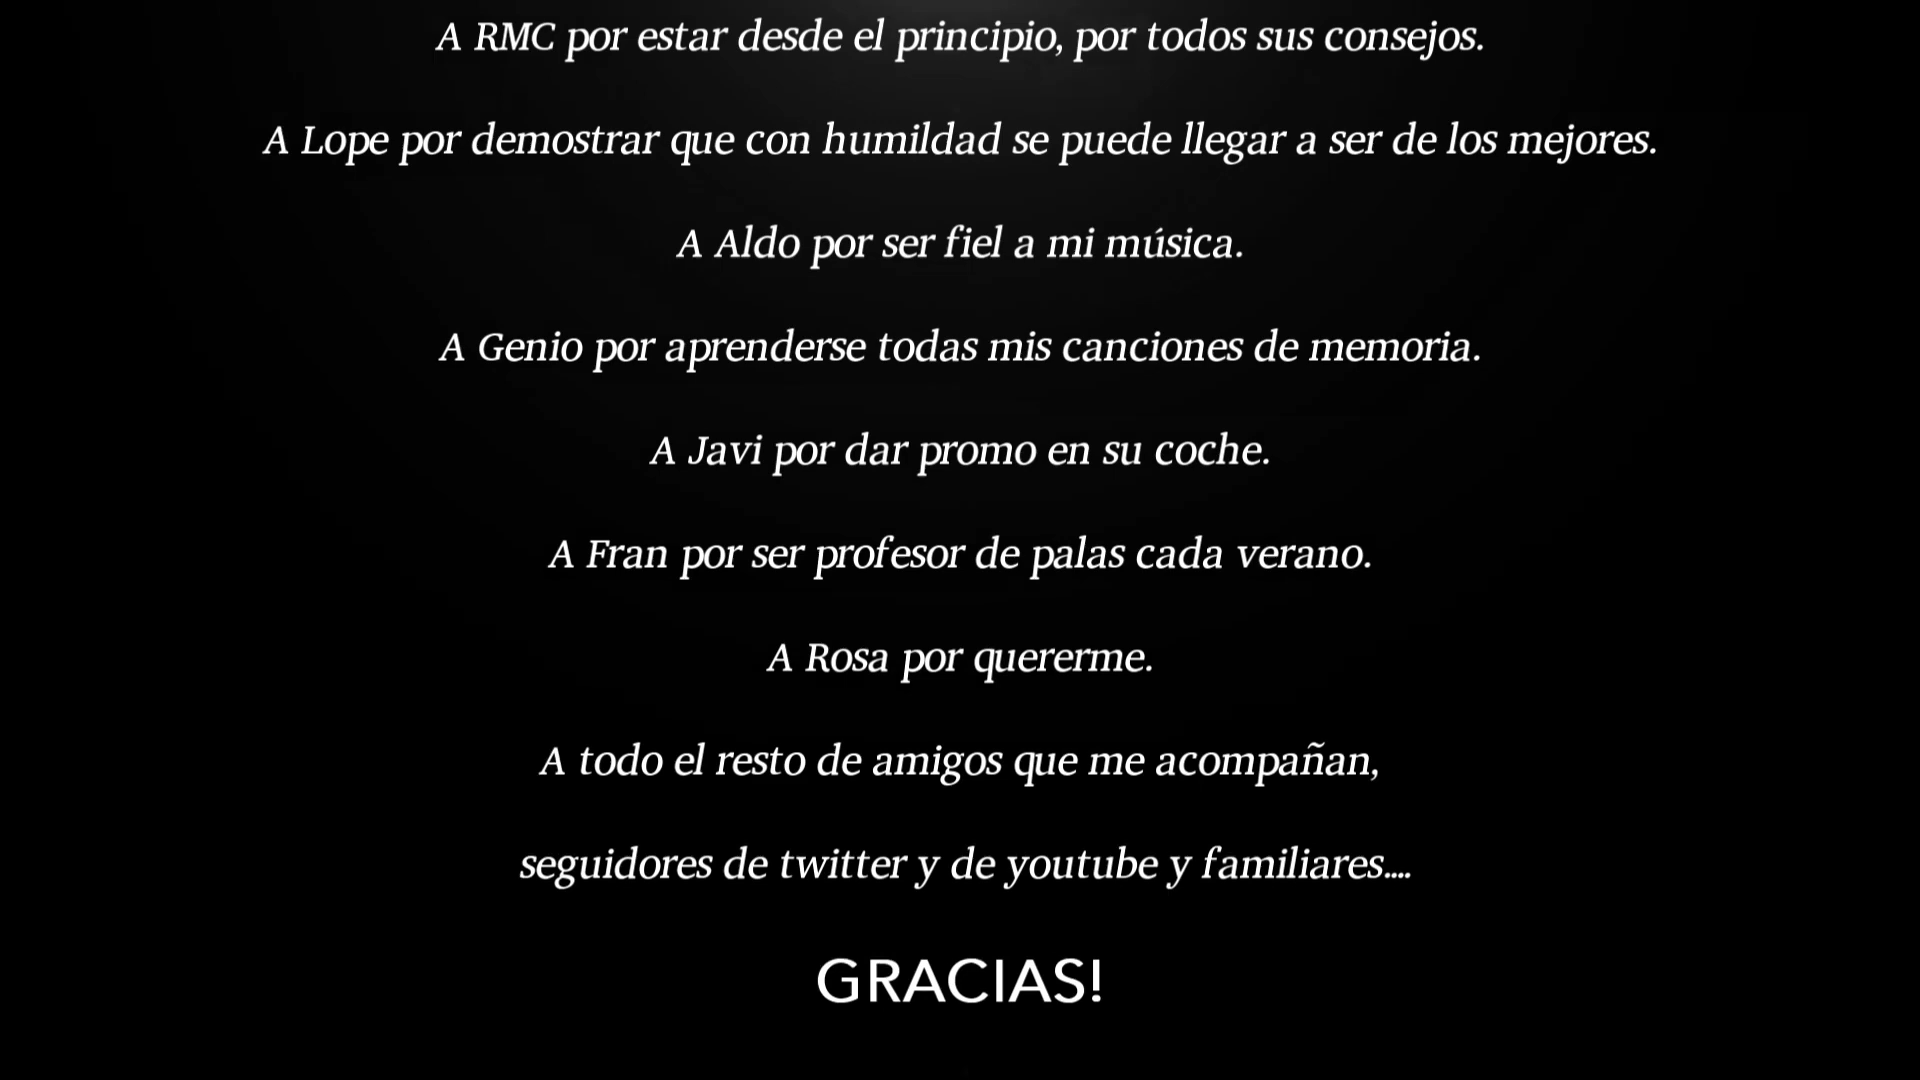 A RMC por estar desde el principio, por todos sus consejos.
A Lope por demostrar que con humildad se puede llegar a ser de los mejores.
A Aldo por ser fiel a mi música.
A Genio por aprenderse todas mis canciones de memoria.
A Javi por dar promo en su coche.
A Fran por ser profesor de palas cada verano.
A Rosa por quererme.
A todo el resto de amigos que me acompañan,
seguidores de twitter y de youtube y familiares....
GRACIAS!